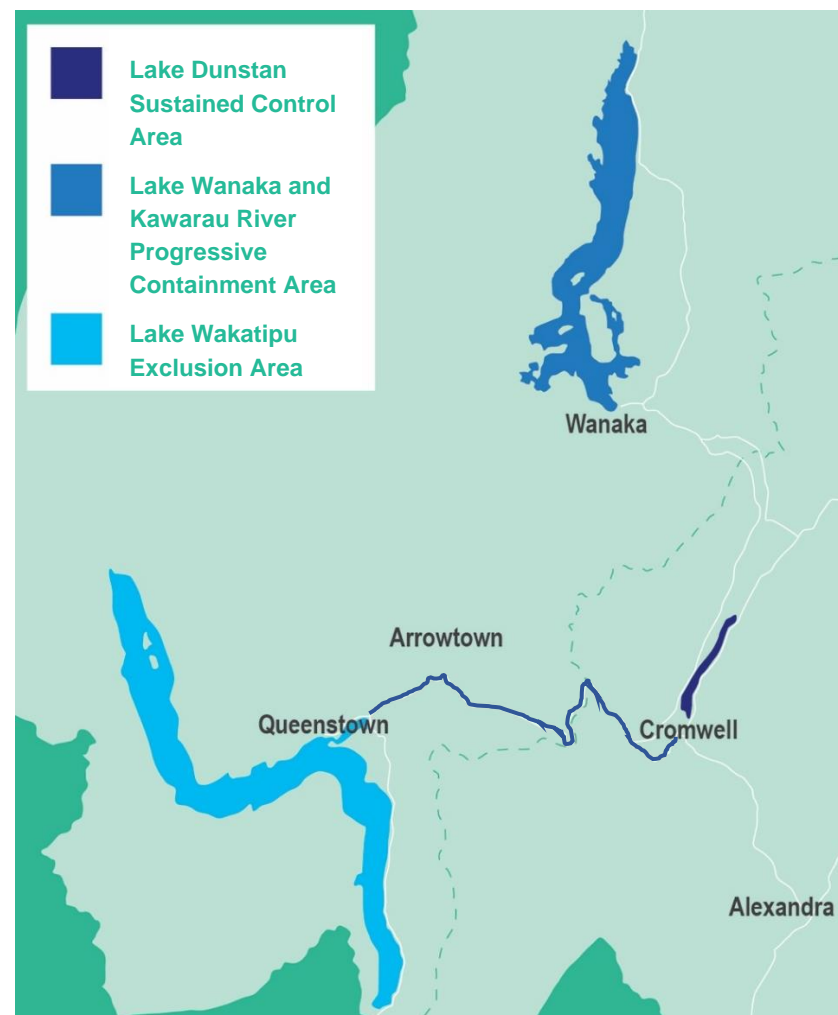 Lake Dunstan
Sustained Control
Area
Lake Wanaka and
Kawarau River
Progressive
Containment Area
Lake Wakatipu
Exclusion Area
Wanaka
Arrowtown
Queenstown
Cromwell
Alexandra